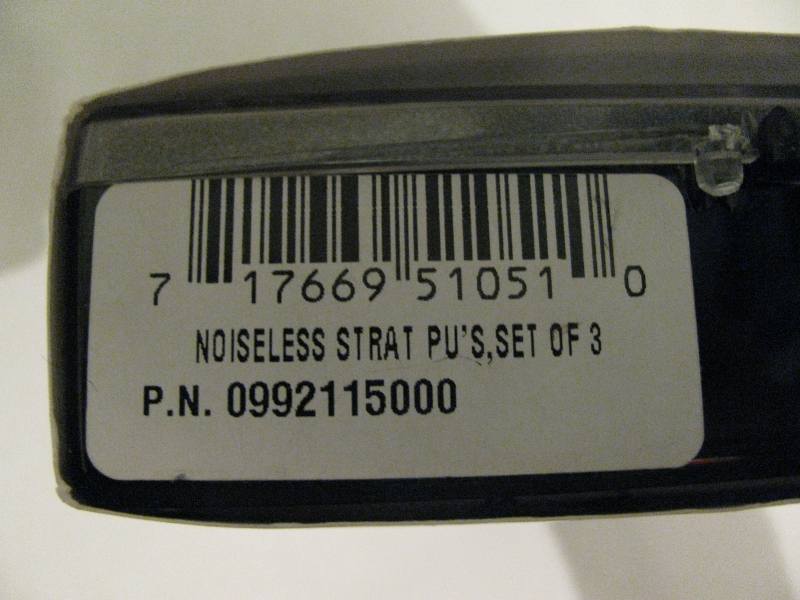 7 17669 51051 0
NOISELESS STRAT PU'S,SET OF 3
P.N. 0992115000